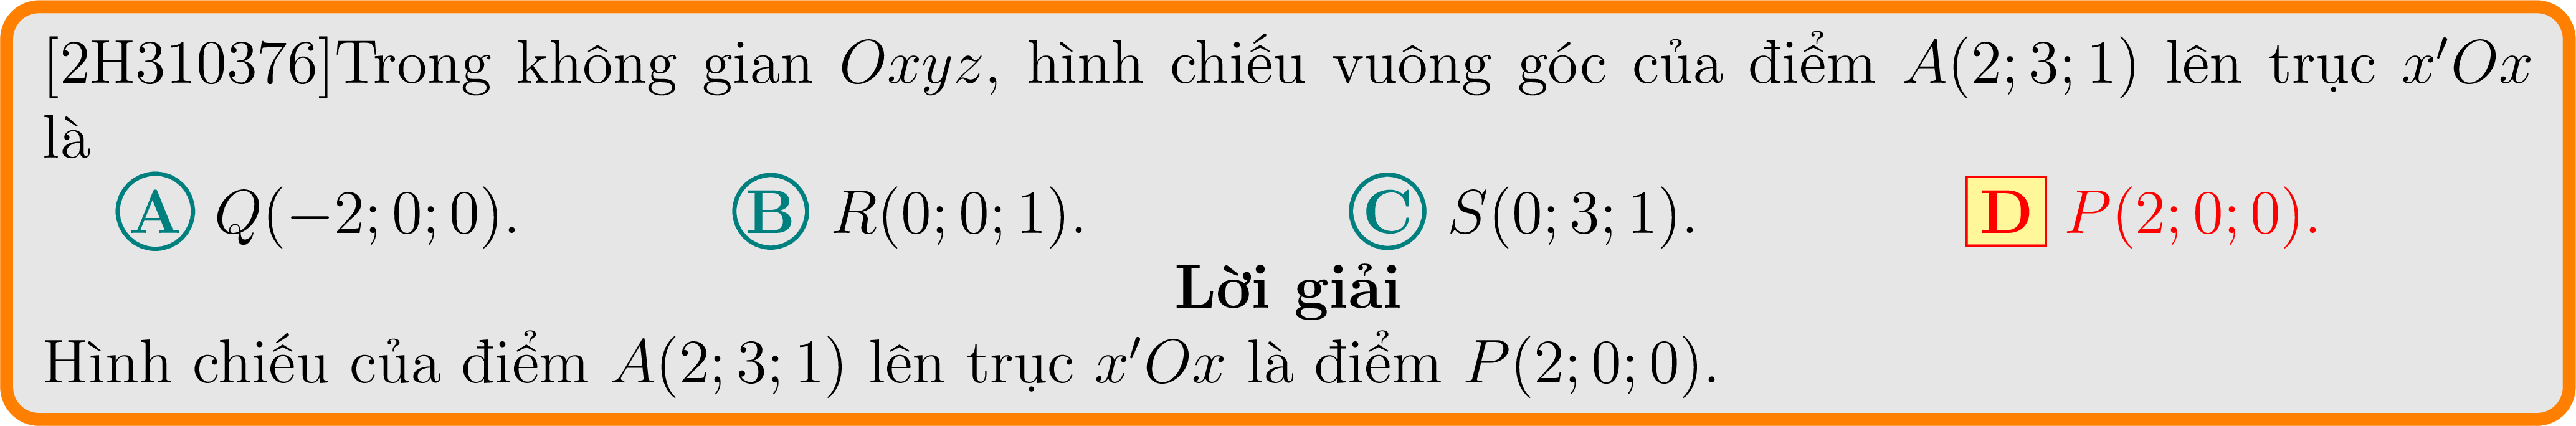 [2H310376]Trong không gian Oxyz, hình chiếu vuông góc của điểm A(2; 3; 1) lên trục x′Ox
là
A Q(−2; 0; 0). B R(0; 0; 1). C S(0; 3; 1). D P(2; 0; 0).
Lời giải
Hình chiếu của điểm A(2; 3; 1) lên trục x′Ox là điểm P(2; 0; 0).